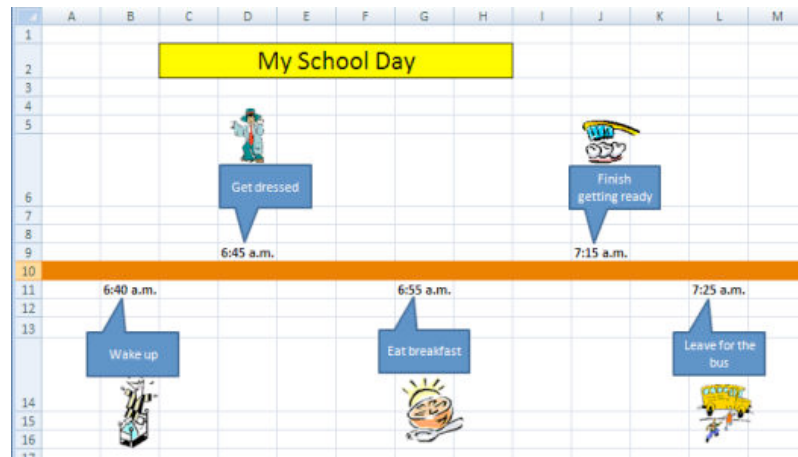 A B C D E F G H I J K L M
1
2 My School Day
3
4
5
Get dressed
Finish
getting ready
6
7
8
9 6:45 a.m. 7:15 a.m.
10
11 6:40 a.m. 6:55 a.m. 7:25 a.m.
12
13
Wake up Eat breakfast Leave for the
bus
14
15
16
17